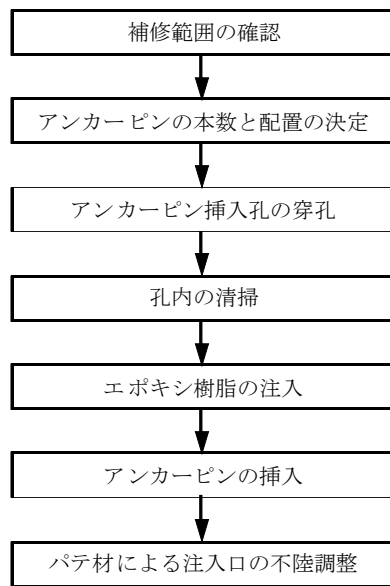 補修範囲の確認
アンカーピンの本数と配置の決定
アンカーピン挿入孔の穿孔
孔内の清掃
エポキシ樹脂の注入
アンカーピンの挿入
パテ材による注入口の不陸調整